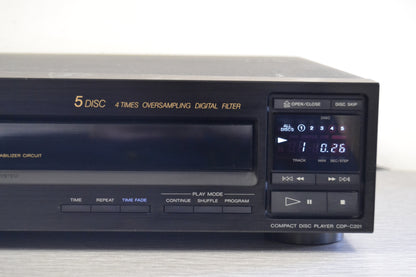 5 DISC 4 TIMES OVERSAMPLING DIGITAL FILTER
OPEN/CLOSE DISC SKIP
DISC
ALL DISCS 1 2 3 4 5
1 0.26
TRACK MIN SEC/STEP
ABILIZER CIRCUIT
PLAY MODE
TIME REPEAT TIME FADE CONTINUE SHUFFLE PROGRAM
COMPACT DISC PLAYER CDP-C201